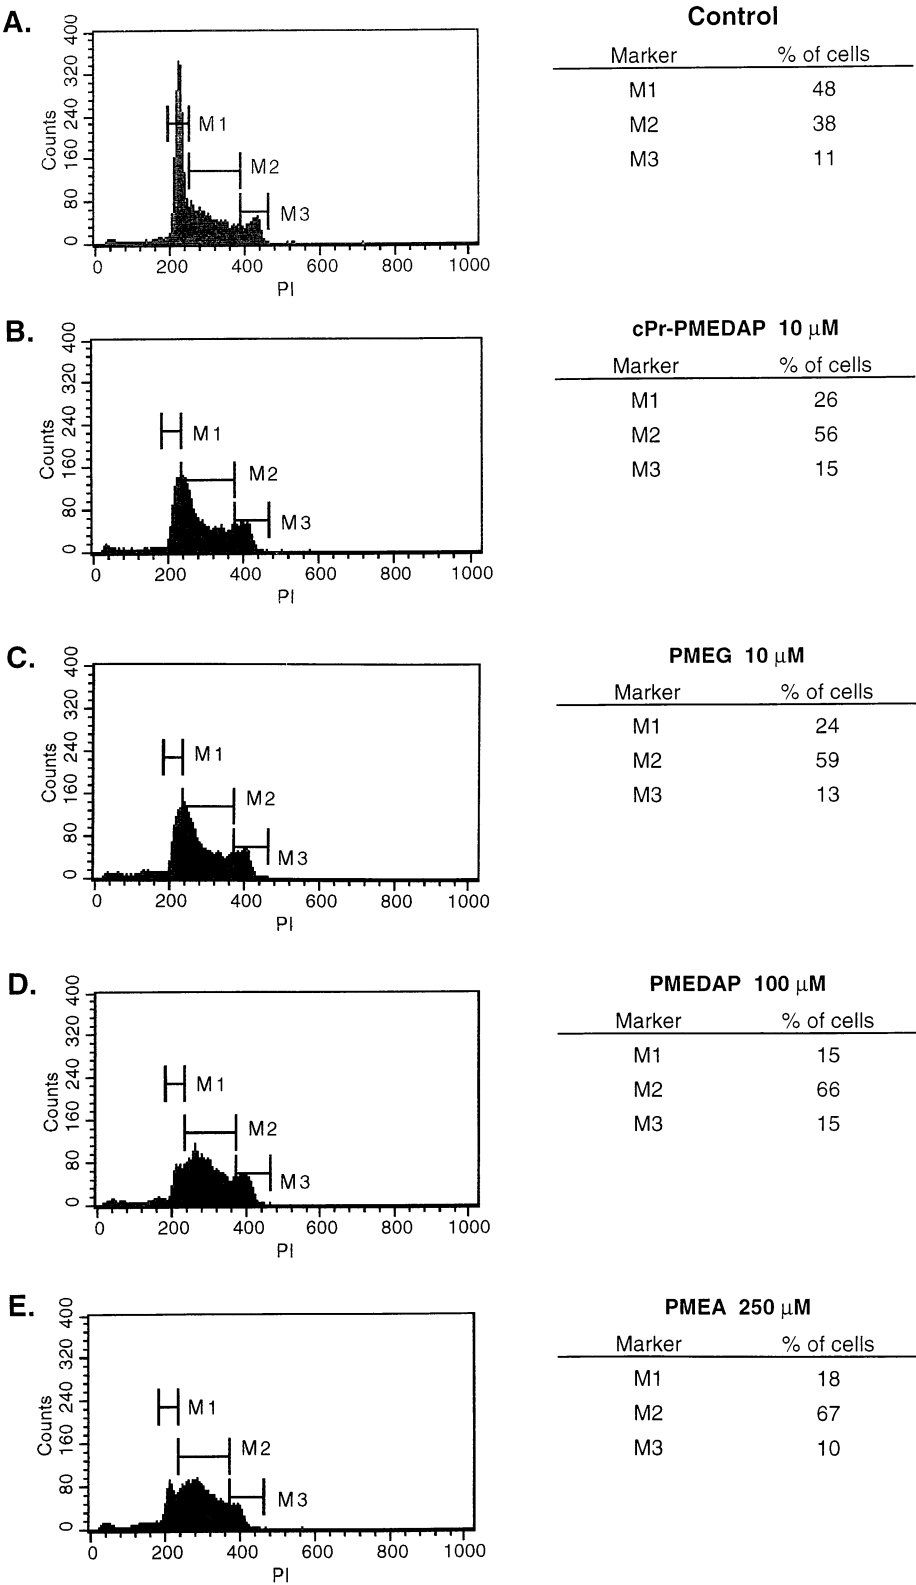 A.
Control
Marker % of cells
M1 48
M2 38
M3 11
Counts
400
320
240
160
80
0
M1
M2
M3
0 200 400 600 800 1000
PI
B.
cPr-PMEDAP 10 μM
Marker % of cells
M1 26
M2 56
M3 15
Counts
400
320
240
160
80
0
M1
M2
M3
0 200 400 600 800 1000
PI
C.
PMEG 10 μM
Marker % of cells
M1 24
M2 59
M3 13
Counts
400
320
240
160
80
0
M1
M2
M3
0 200 400 600 800 1000
PI
D.
PMEDAP 100 μM
Marker % of cells
M1 15
M2 66
M3 15
Counts
400
320
240
160
80
0
M1
M2
M3
0 200 400 600 800 1000
PI
E.
PMEA 250 μM
Marker % of cells
M1 18
M2 67
M3 10
Counts
400
320
240
160
80
0
M1
M2
M3
0 200 400 600 800 1000
PI